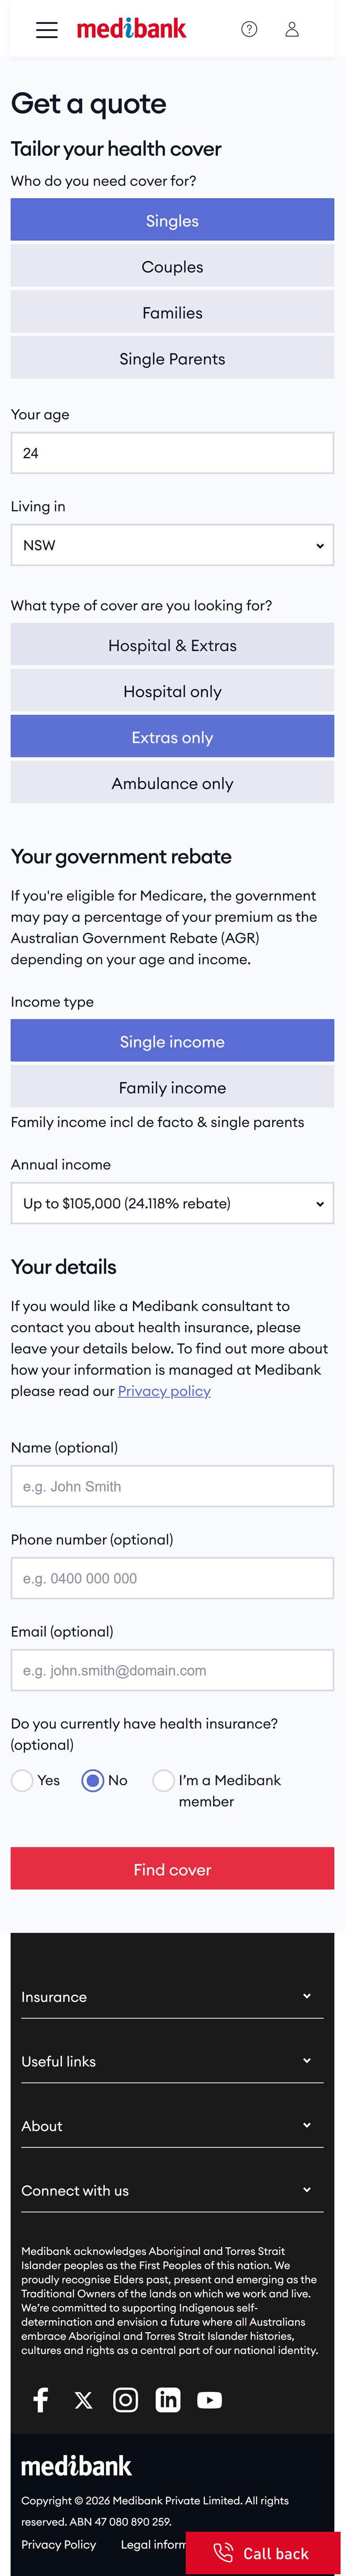 medibank
Get a quote
Tailor your health cover
Who do you need cover for?
Singles
Couples
Families
Single Parents
Your age
24
Living in
NSW
What type of cover are you looking for?
Hospital & Extras
Hospital only
Extras only
Ambulance only
Your government rebate
If you're eligible for Medicare, the government
may pay a percentage of your premium as the
Australian Government Rebate (AGR)
depending on your age and income.
Income type
Single income
Family income
Family income incl de facto & single parents
Annual income
Up to $105,000 (24.118% rebate)
Your details
If you would like a Medibank consultant to
contact you about health insurance, please
leave your details below. To find out more about
how your information is managed at Medibank
please read our Privacy policy
Name (optional)
e.g. John Smith
Phone number (optional)
e.g. 0400 000 000
Email (optional)
e.g. john.smith@domain.com
Do you currently have health insurance?
(optional)
Yes No I'm a Medibank
member
Find cover
Insurance
Useful links
About
Connect with us
Medibank acknowledges Aboriginal and Torres Strait
Islander peoples as the First Peoples of this nation. We
proudly recognise Elders past, present and emerging as the
Traditional Owners of the lands on which we work and live.
We're committed to supporting Indigenous self-
determination and envision a future where all Australians
embrace Aboriginal and Torres Strait Islander histories,
cultures and rights as a central part of our national identity.
medibank
Copyright © 2026 Medibank Private Limited. All rights
reserved. ABN 47 080 890 259.
Privacy Policy Legal inform
Call back